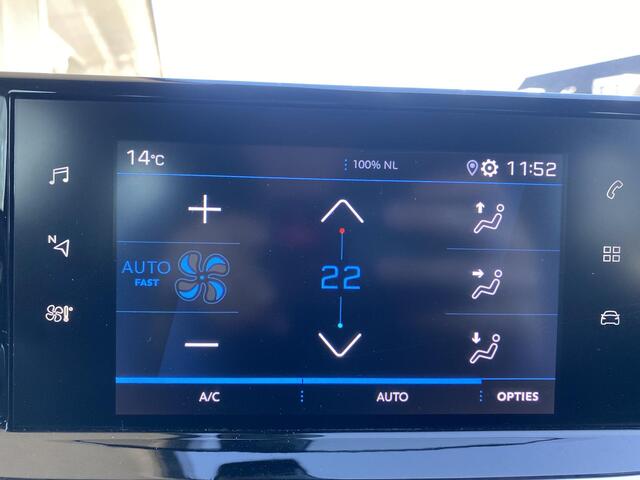 14°C 100% NL 11:52
N
AUTO
FAST
22
A/C AUTO OPTIES